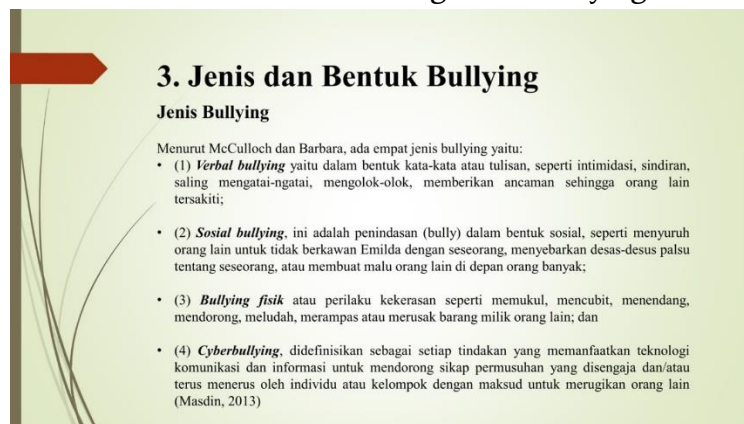 3. Jenis dan Bentuk Bullying
Jenis Bullying
Menurut McCulloch dan Barbara, ada empat jenis bullying yaitu:
• (1) Verbal bullying yaitu dalam bentuk kata-kata atau tulisan, seperti intimidasi, sindiran,
saling mengatai-ngatai, mengolok-olok, memberikan ancaman sehingga orang lain
tersakiti;
• (2) Sosial bullying, ini adalah penindasan (bully) dalam bentuk sosial, seperti menyuruh
orang lain untuk tidak berkawan Emilda dengan seseorang, menyebarkan desas-desus palsu
tentang seseorang, atau membuat malu orang lain di depan orang banyak;
• (3) Bullying fisik atau perilaku kekerasan seperti memukul, mencubit, menendang,
mendorong, meludah, merampas atau merusak barang milik orang lain; dan
• (4) Cyberbullying, didefinisikan sebagai setiap tindakan yang memanfaatkan teknologi
komunikasi dan informasi untuk mendorong sikap permusuhan yang disengaja dan/atau
terus menerus oleh individu atau kelompok dengan maksud untuk merugikan orang lain
(Masdin, 2013)